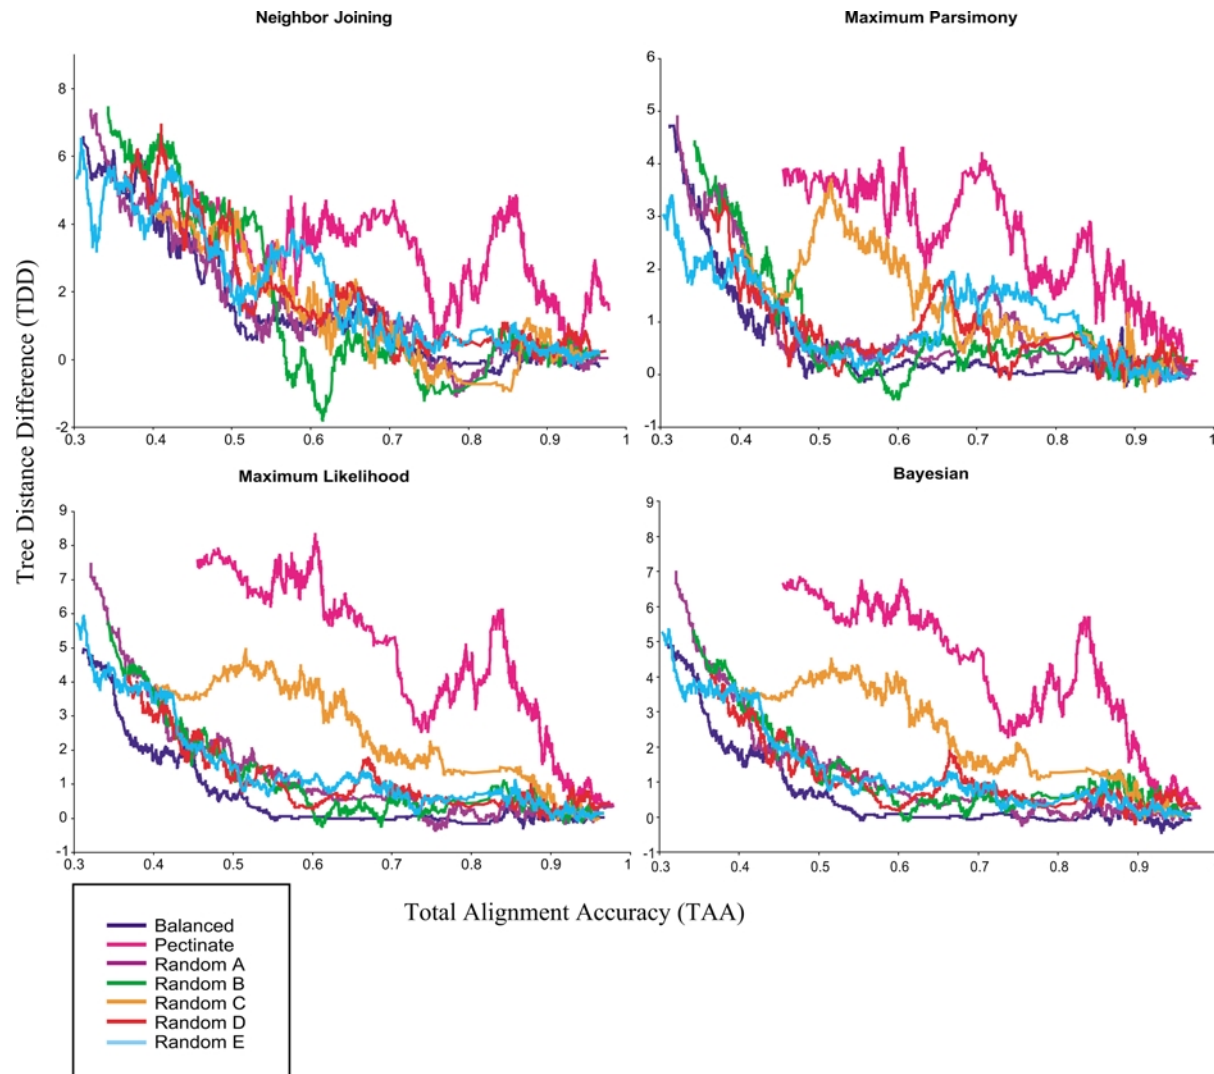 Neighbor Joining
Maximum Parsimony
8
6
4
2
0
-2
0.3 0.4 0.5 0.6 0.7 0.8 0.9 1
6
5
4
3
2
1
0
-1
0.3 0.4 0.5 0.6 0.7 0.8 0.9 1
Tree Distance Difference (TDD)
Maximum Likelihood
Bayesian
9
8
7
6
5
4
3
2
1
0
-1
0.3 0.4 0.5 0.6 0.7 0.8 0.9 1
9
8
7
6
5
4
3
2
1
0
-1
0.3 0.4 0.5 0.6 0.7 0.8 0.9
Total Alignment Accuracy (TAA)
Balanced
Pectinate
Random A
Random B
Random C
Random D
Random E